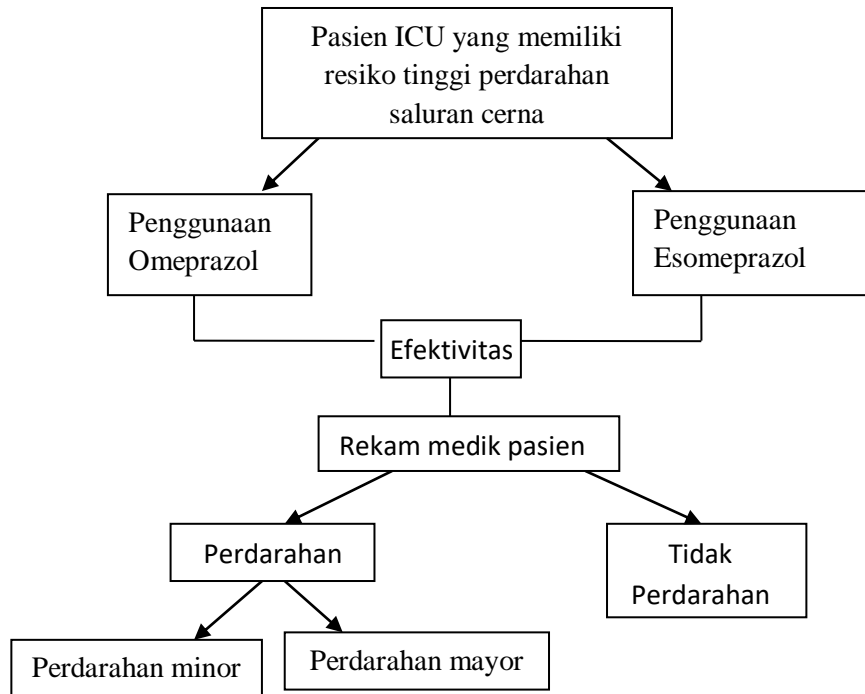 Pasien ICU yang memiliki
resiko tinggi perdarahan
saluran cerna
Penggunaan
Omeprazol
Penggunaan
Esomeprazol
Efektivitas
Rekam medik pasien
Perdarahan
Tidak
Perdarahan
Perdarahan minor
Perdarahan mayor